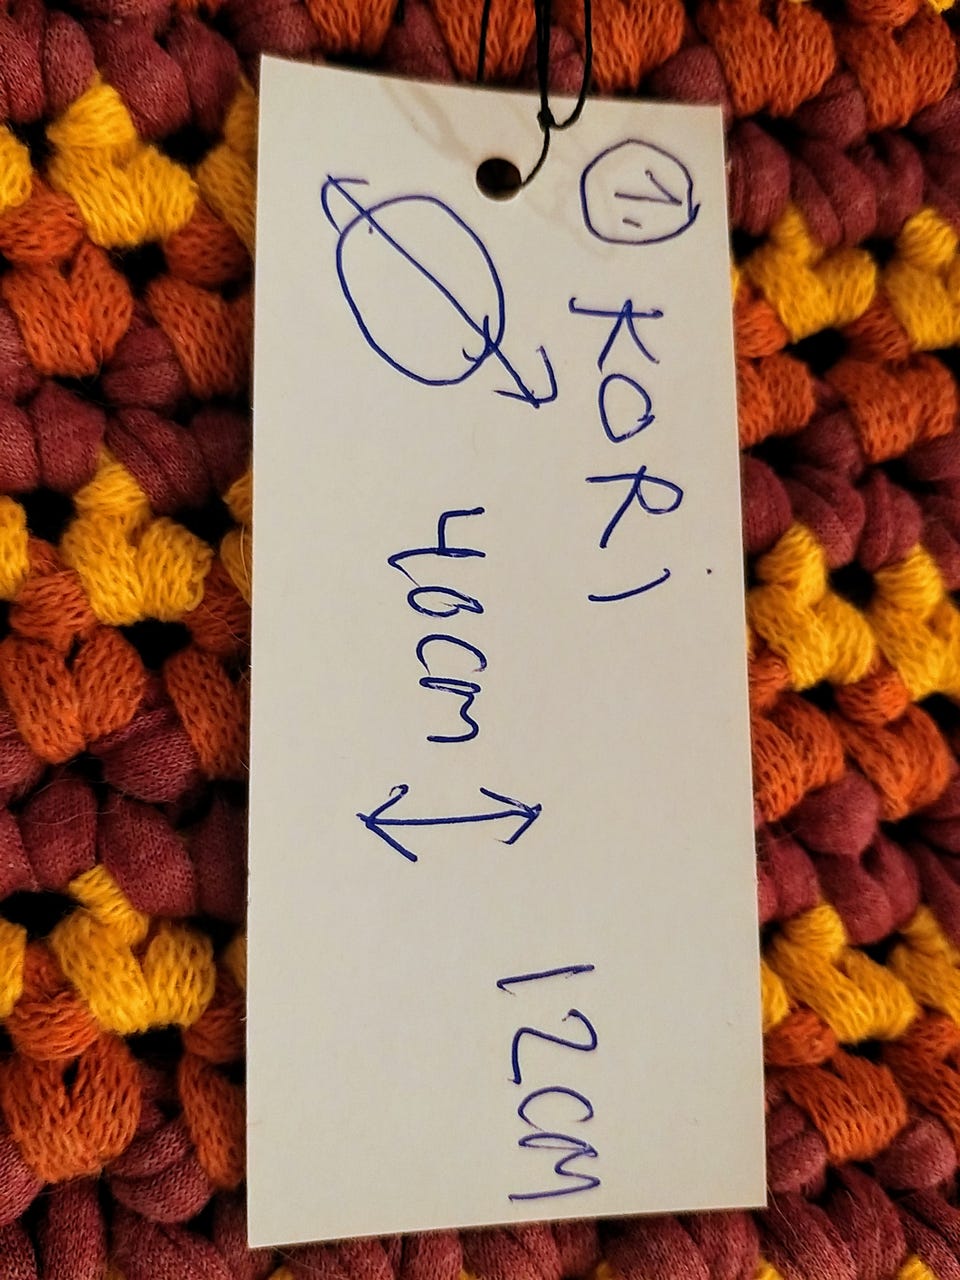 1.
KORI
⌀ 40cm ↕ 12cm